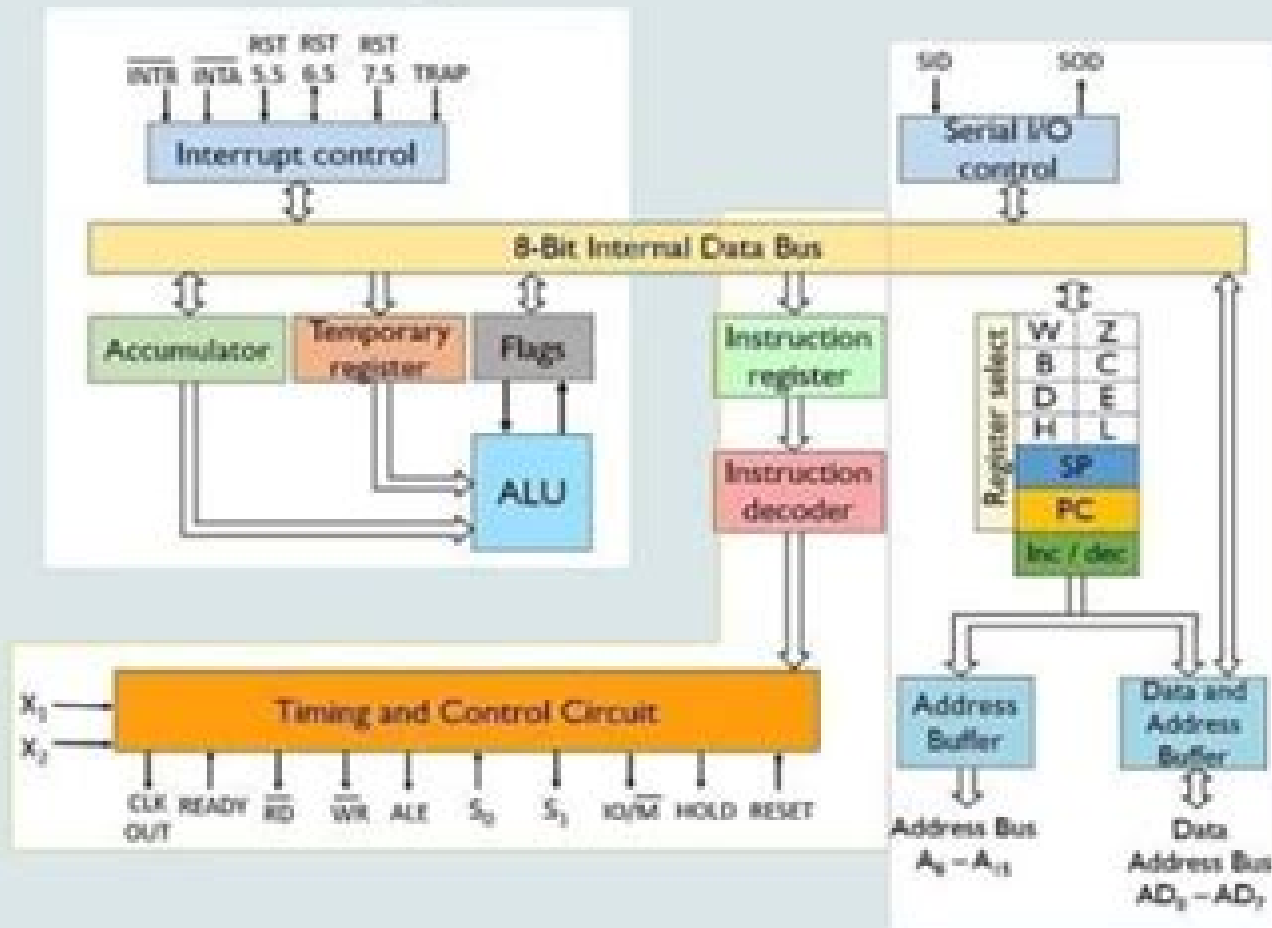 RST RST RST
INTR INTA 5.5 6.5 7.5 TRAP
Interrupt control
SID SOD
Serial I/O
control
8-Bit Internal Data Bus
Accumulator
Temporary
register
Flags
ALU
Instruction
register
Instruction
decoder
Register select
W Z
B C
D E
H L
SP
PC
Inc / dec
X₁
X₂
Timing and Control Circuit
CLK READY RD WR ALE S₀ S₁ IO/M HOLD RESET
OUT
Address
Buffer
Data and
Address
Buffer
Address Bus
A₈ – A₁₅
Data
Address Bus
AD₀ – AD₇